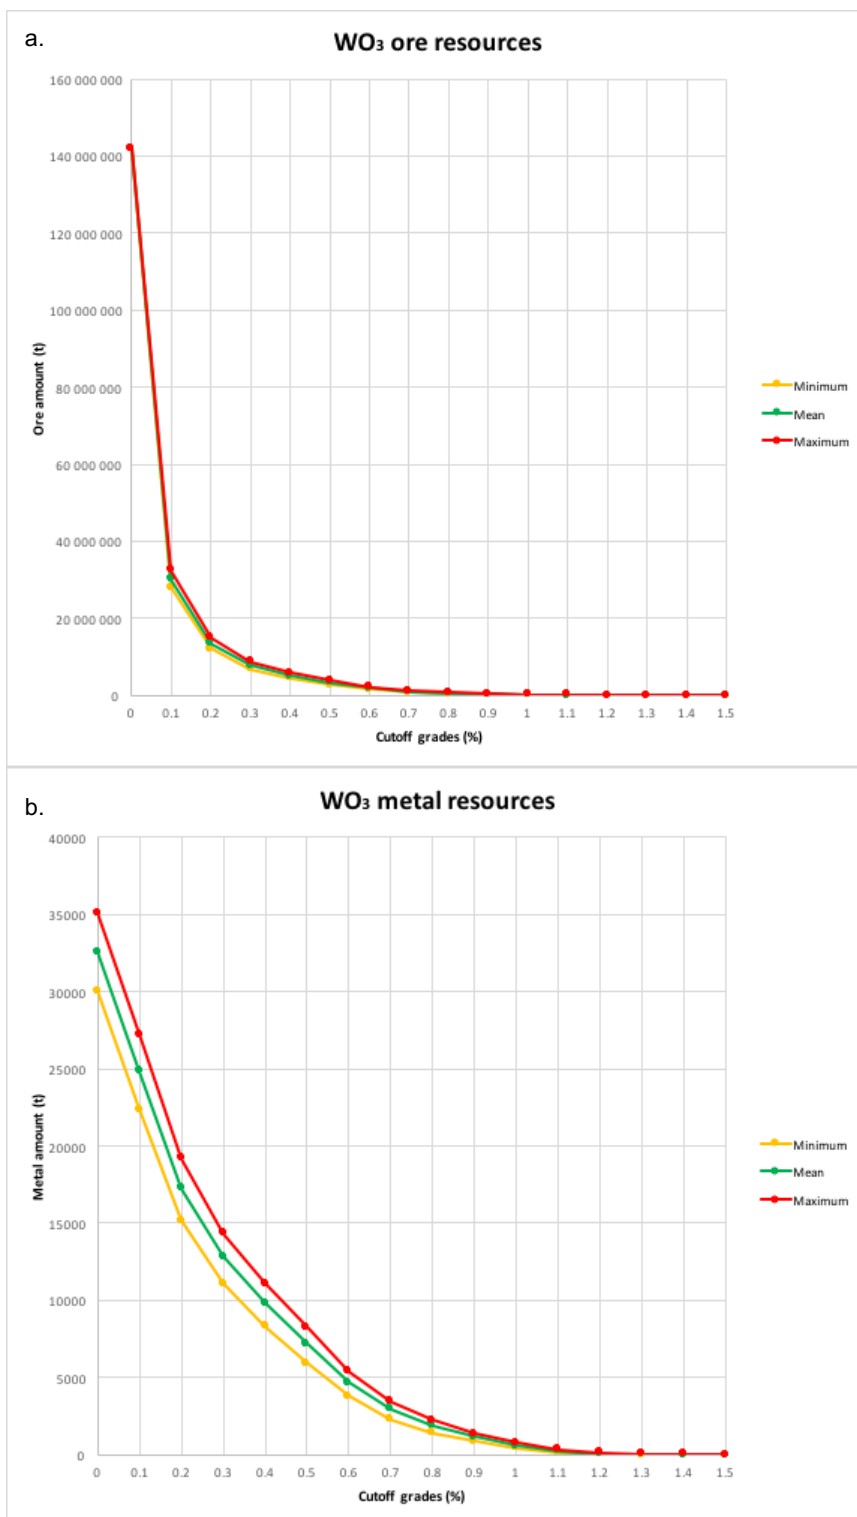 a.
WO₃ ore resources
160 000 000
140 000 000
120 000 000
100 000 000
80 000 000
60 000 000
40 000 000
20 000 000
0
Ore amount (t)
0 0.1 0.2 0.3 0.4 0.5 0.6 0.7 0.8 0.9 1 1.1 1.2 1.3 1.4 1.5
Cutoff grades (%)
Minimum
Mean
Maximum
b.
WO₃ metal resources
40000
35000
30000
25000
20000
15000
10000
5000
0
Metal amount (t)
0 0.1 0.2 0.3 0.4 0.5 0.6 0.7 0.8 0.9 1 1.1 1.2 1.3 1.4 1.5
Cutoff grades (%)
Minimum
Mean
Maximum